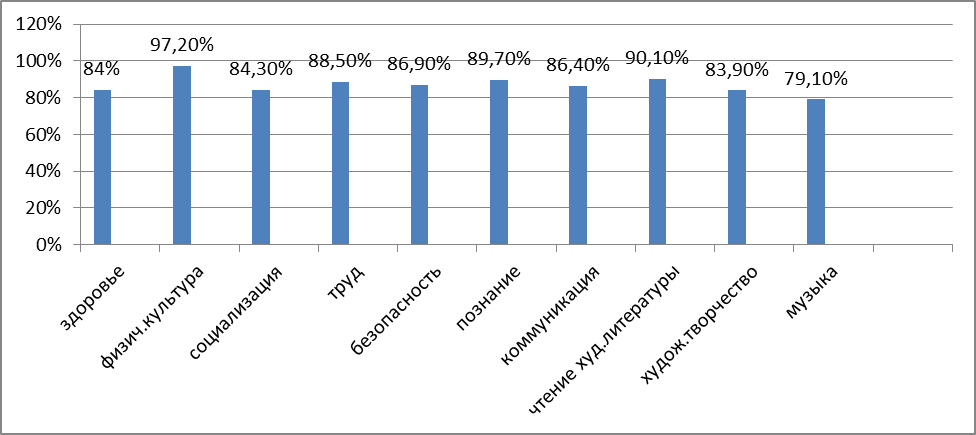 120%
100%
80%
60%
40%
20%
0%
84%
97,20%
84,30%
88,50%
86,90%
89,70%
86,40%
90,10%
83,90%
79,10%
здоровье
физич.культура
социализация
труд
безопасность
познание
коммуникация
чтение худ.литературы
худож.творчество
музыка